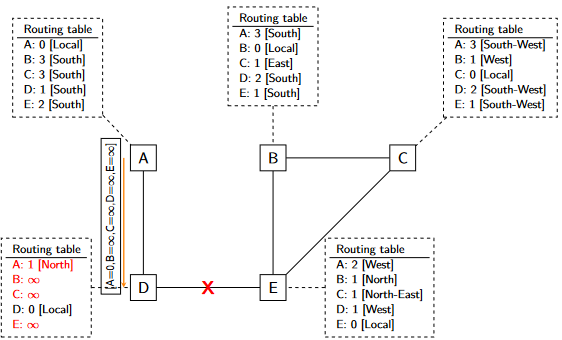 Routing table
A: 0 [Local]
B: 3 [South]
C: 3 [South]
D: 1 [South]
E: 2 [South]
Routing table
A: 3 [South]
B: 0 [Local]
C: 1 [East]
D: 2 [South]
E: 1 [South]
Routing table
A: 3 [South-West]
B: 1 [West]
C: 0 [Local]
D: 2 [South-West]
E: 1 [South-West]
A
B
C
[A=0,B=∞,C=∞,D=∞,E=∞]
D
X
E
Routing table
A: 1 [North]
B: ∞
C: ∞
D: 0 [Local]
E: ∞
Routing table
A: 2 [West]
B: 1 [North]
C: 1 [North-East]
D: 1 [West]
E: 0 [Local]